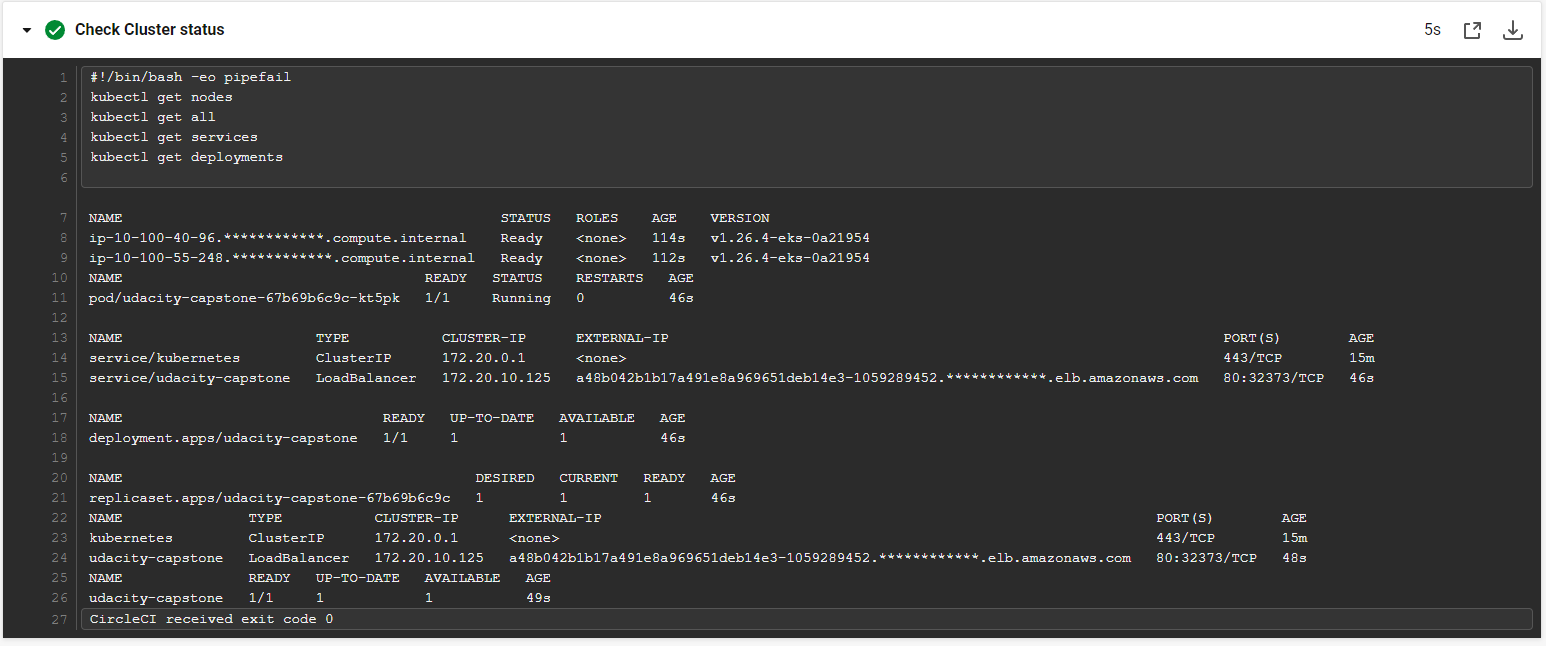 Check Cluster status 5s
1 #!/bin/bash -eo pipefail
2 kubectl get nodes
3 kubectl get all
4 kubectl get services
5 kubectl get deployments
6
7 NAME STATUS ROLES AGE VERSION
8 ip-10-100-40-96.************.compute.internal Ready <none> 114s v1.26.4-eks-0a21954
9 ip-10-100-55-248.************.compute.internal Ready <none> 112s v1.26.4-eks-0a21954
10 NAME READY STATUS RESTARTS AGE
11 pod/udacity-capstone-67b69b6c9c-kt5pk 1/1 Running 0 46s
12
13 NAME TYPE CLUSTER-IP EXTERNAL-IP PORT(S) AGE
14 service/kubernetes ClusterIP 172.20.0.1 <none> 443/TCP 15m
15 service/udacity-capstone LoadBalancer 172.20.10.125 a48b042b1b17a491e8a969651deb14e3-1059289452.************.elb.amazonaws.com 80:32373/TCP 46s
16
17 NAME READY UP-TO-DATE AVAILABLE AGE
18 deployment.apps/udacity-capstone 1/1 1 1 46s
19
20 NAME DESIRED CURRENT READY AGE
21 replicaset.apps/udacity-capstone-67b69b6c9c 1 1 1 46s
22 NAME TYPE CLUSTER-IP EXTERNAL-IP PORT(S) AGE
23 kubernetes ClusterIP 172.20.0.1 <none> 443/TCP 15m
24 udacity-capstone LoadBalancer 172.20.10.125 a48b042b1b17a491e8a969651deb14e3-1059289452.************.elb.amazonaws.com 80:32373/TCP 48s
25 NAME READY UP-TO-DATE AVAILABLE AGE
26 udacity-capstone 1/1 1 1 49s
27 CircleCI received exit code 0